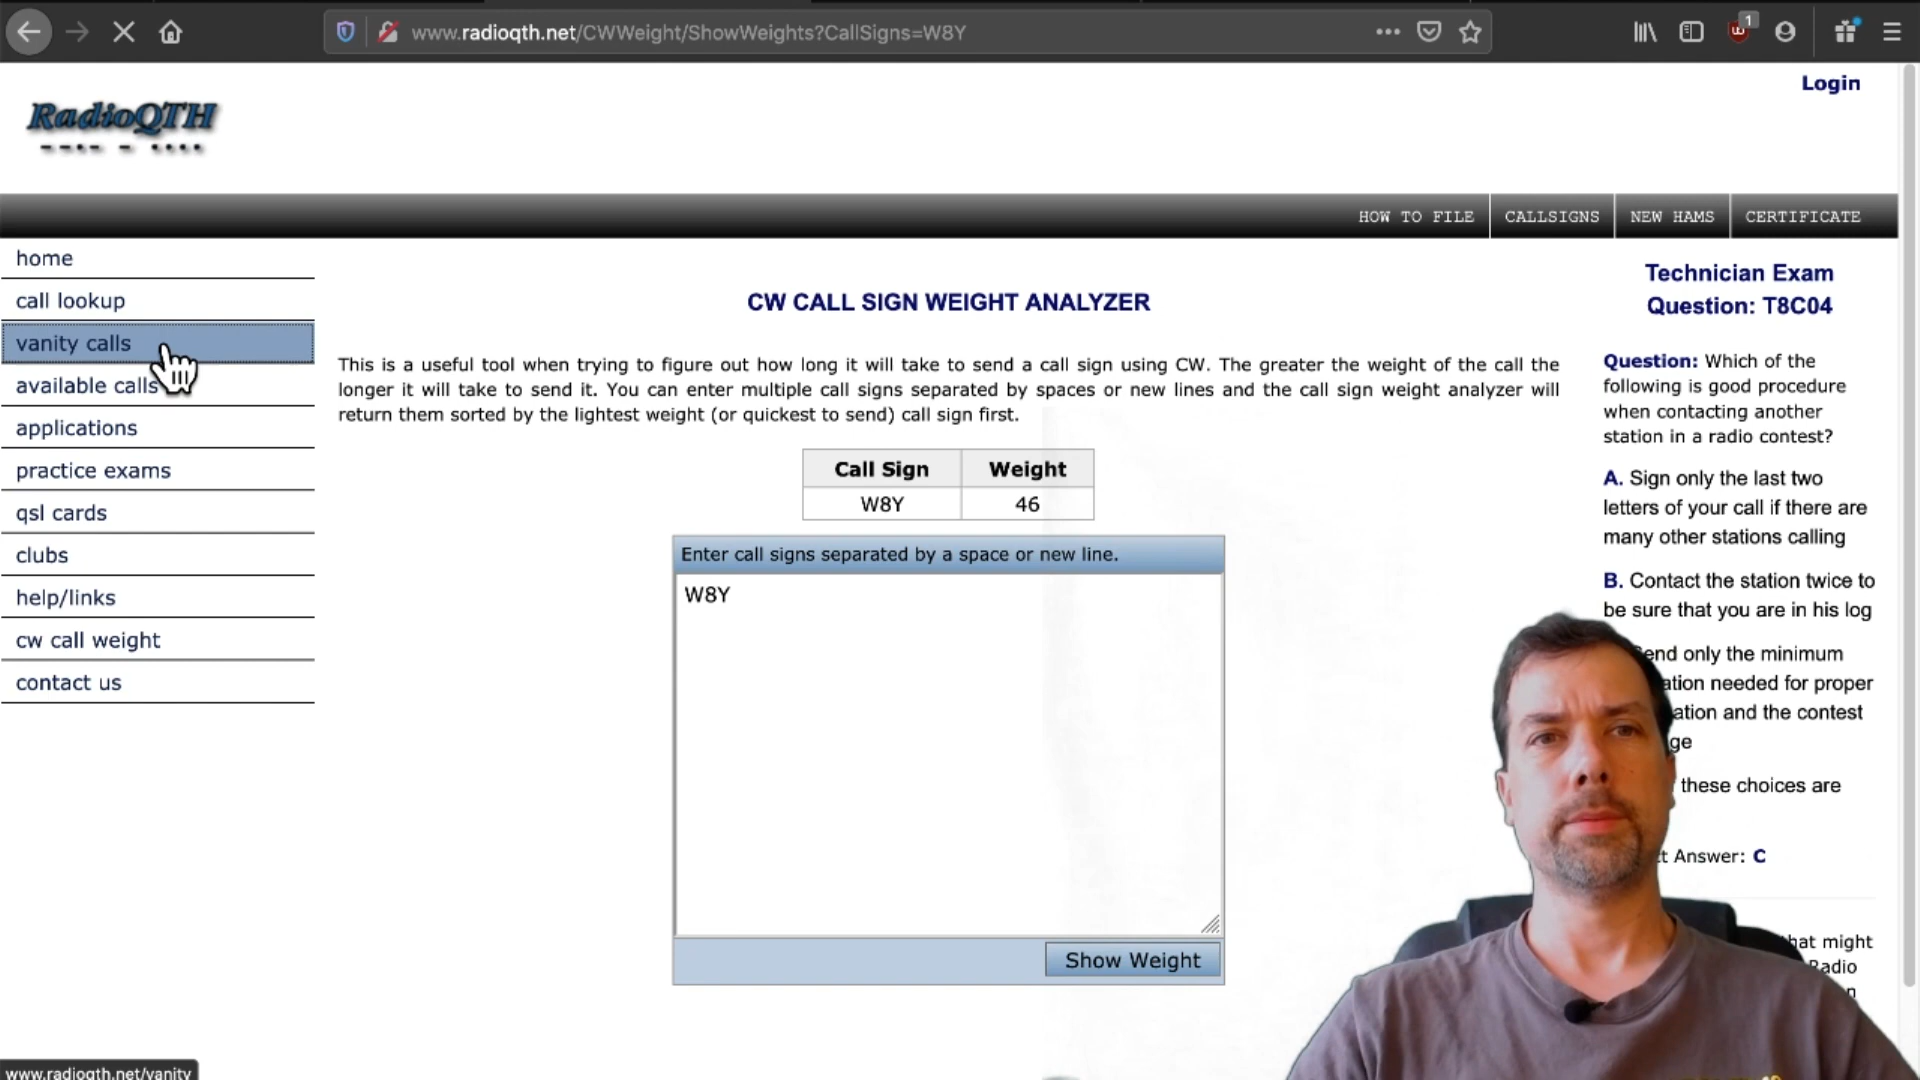 www.radioqth.net/CWWeight/ShowWeights?CallSigns=W8Y
1
Login
RadioQTH
HOW TO FILE
CALLSIGNS
NEW HAMS
CERTIFICATE
home
call lookup
vanity calls
available calls
applications
practice exams
qsl cards
clubs
help/links
cw call weight
contact us
CW CALL SIGN WEIGHT ANALYZER
This is a useful tool when trying to figure out how long it will take to send a call sign using CW. The greater the weight of the call the
longer it will take to send it. You can enter multiple call signs separated by spaces or new lines and the call sign weight analyzer will
return them sorted by the lightest weight (or quickest to send) call sign first.
Call Sign Weight
W8Y 46
Enter call signs separated by a space or new line.
W8Y
Show Weight
Technician Exam
Question: T8C04
Question: Which of the
following is good procedure
when contacting another
station in a radio contest?
A. Sign only the last two
letters of your call if there are
many other stations calling
B. Contact the station twice to
be sure that you are in his log
end only the minimum
ation needed for proper
ation and the contest
ge
these choices are
ct Answer: C
hat might
Radio
www.radioqth.net/vanity